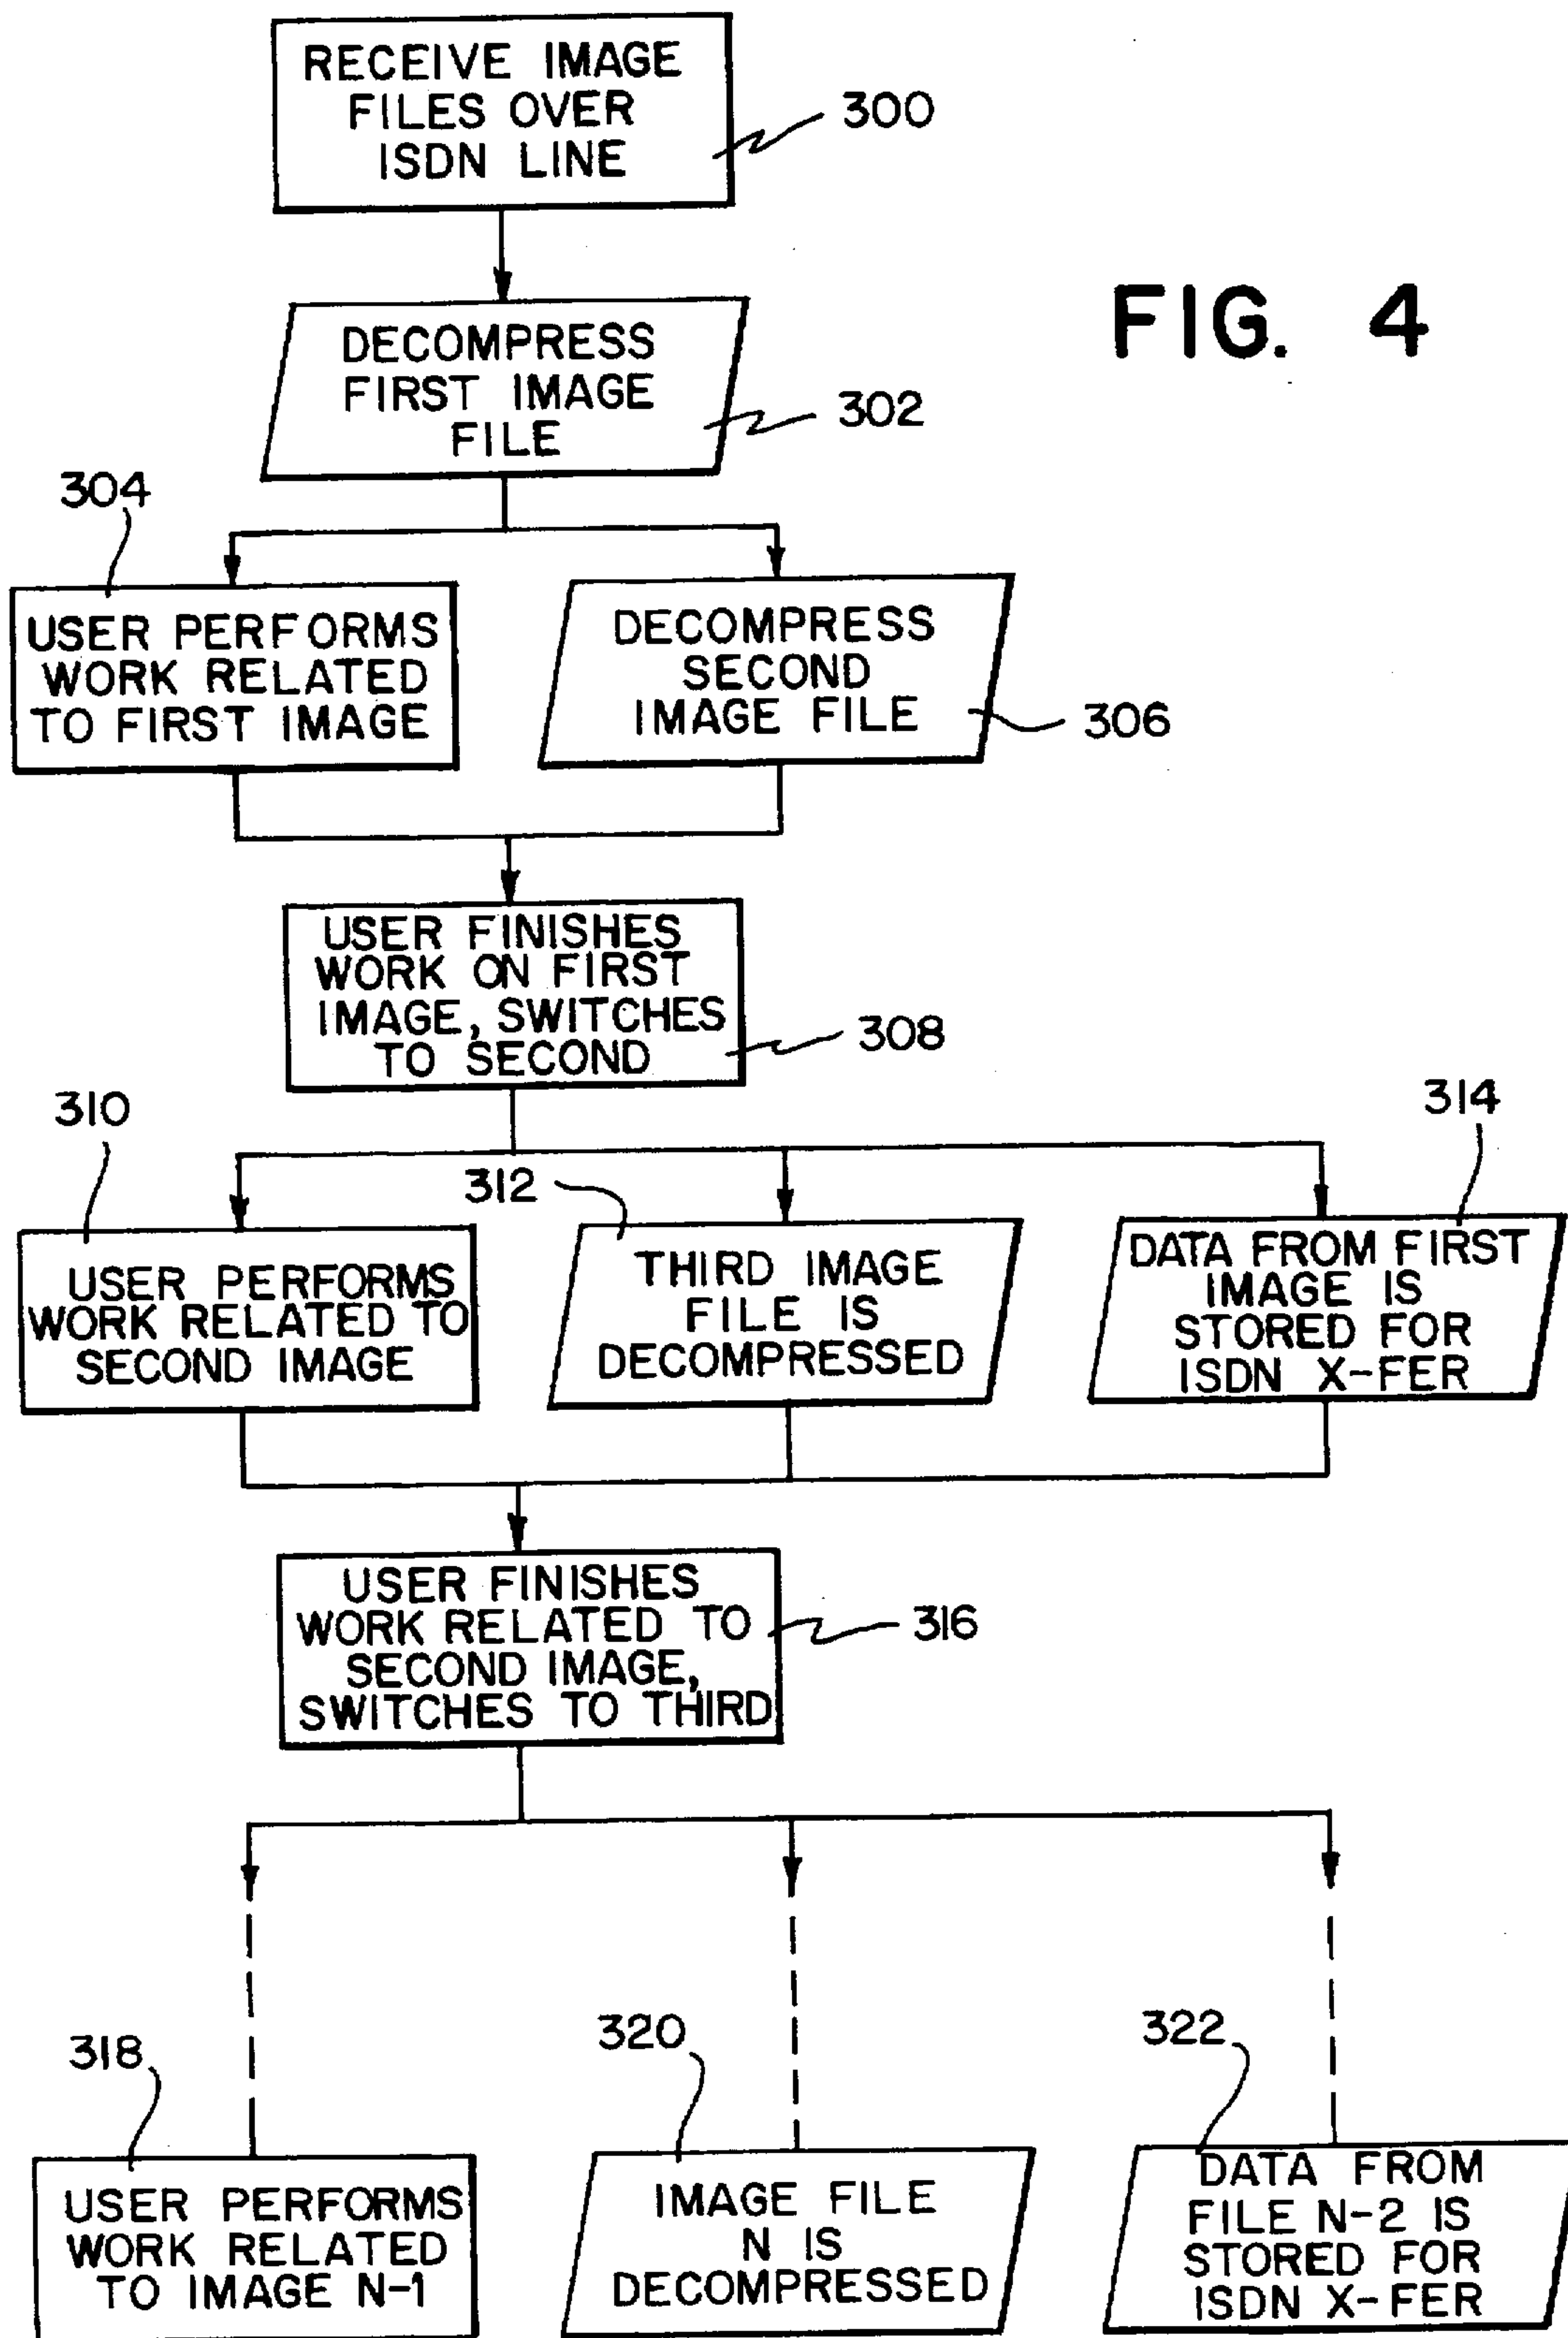 RECEIVE IMAGE
FILES OVER
ISDN LINE
300
FIG. 4
DECOMPRESS
FIRST IMAGE
FILE
302
304
USER PERFORMS
WORK RELATED
TO FIRST IMAGE
DECOMPRESS
SECOND
IMAGE FILE
306
USER FINISHES
WORK ON FIRST
IMAGE, SWITCHES
TO SECOND
308
310
USER PERFORMS
WORK RELATED TO
SECOND IMAGE
312
THIRD IMAGE
FILE IS
DECOMPRESSED
314
DATA FROM FIRST
IMAGE IS
STORED FOR
ISDN X-FER
USER FINISHES
WORK RELATED TO
SECOND IMAGE,
SWITCHES TO THIRD
316
318
USER PERFORMS
WORK RELATED
TO IMAGE N-1
320
IMAGE FILE
N IS
DECOMPRESSED
322
DATA FROM
FILE N-2 IS
STORED FOR
ISDN X-FER